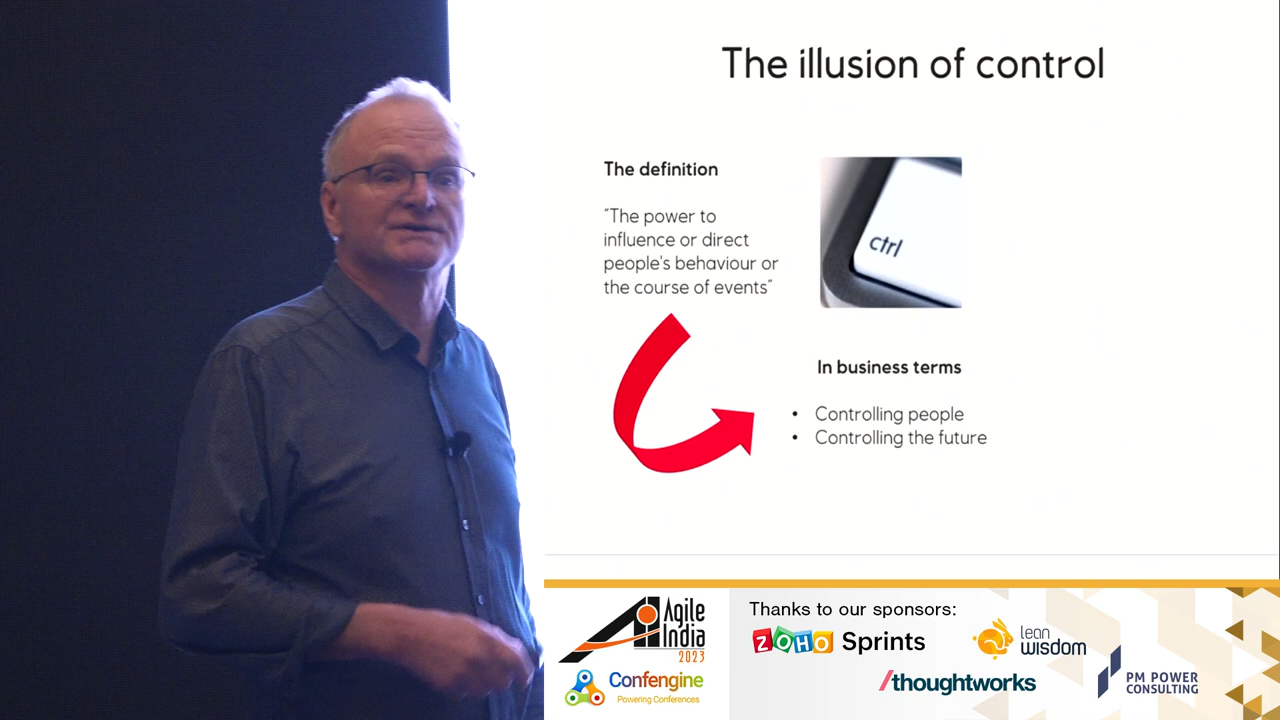 The illusion of control
The definition
“The power to
influence or direct
people's behaviour or
the course of events”
ctrl
In business terms
• Controlling people
• Controlling the future
Agile
India
2023
Confengine
Powering Conferences
Thanks to our sponsors:
ZOHO Sprints
lean
wisdom
/thoughtworks
PM POWER
CONSULTING